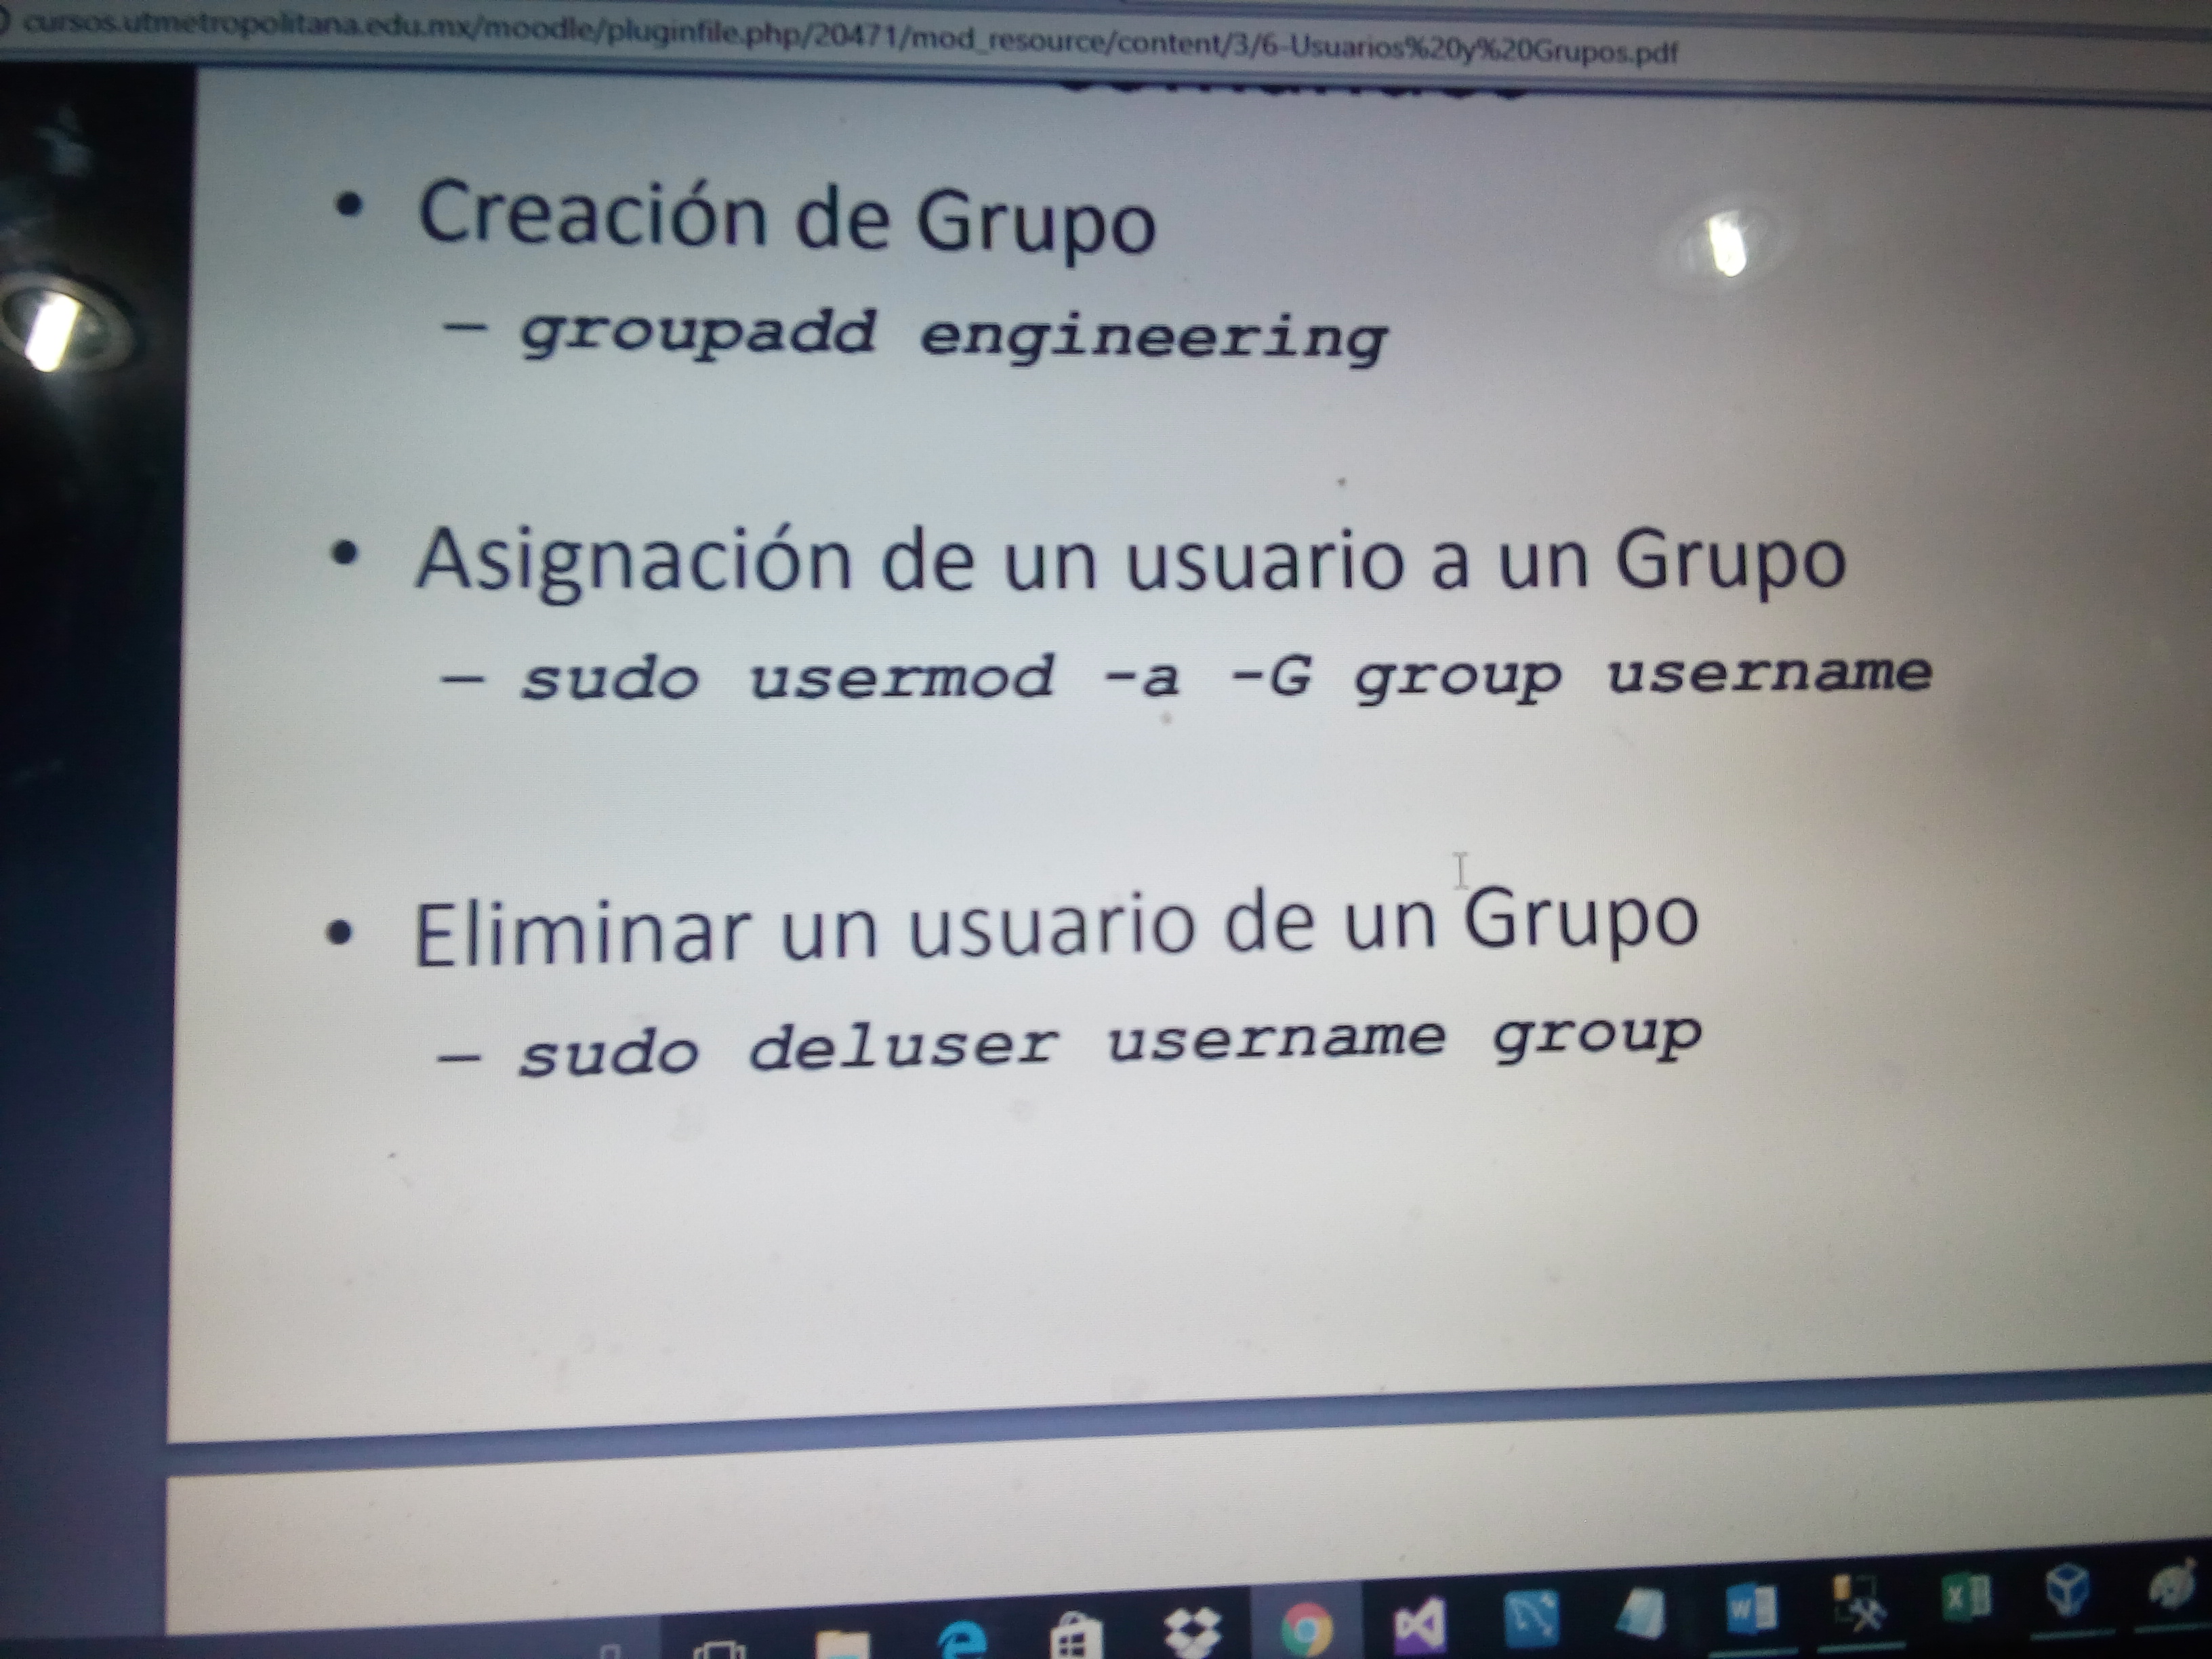 cursos.utmetropolitana.edu.mx/moodle/pluginfile.php/20471/mod_resource/content/3/6-Usuarios%20y%20Grupos.pdf
• Creación de Grupo
– groupadd engineering
• Asignación de un usuario a un Grupo
– sudo usermod -a -G group username
• Eliminar un usuario de un Grupo
– sudo deluser username group